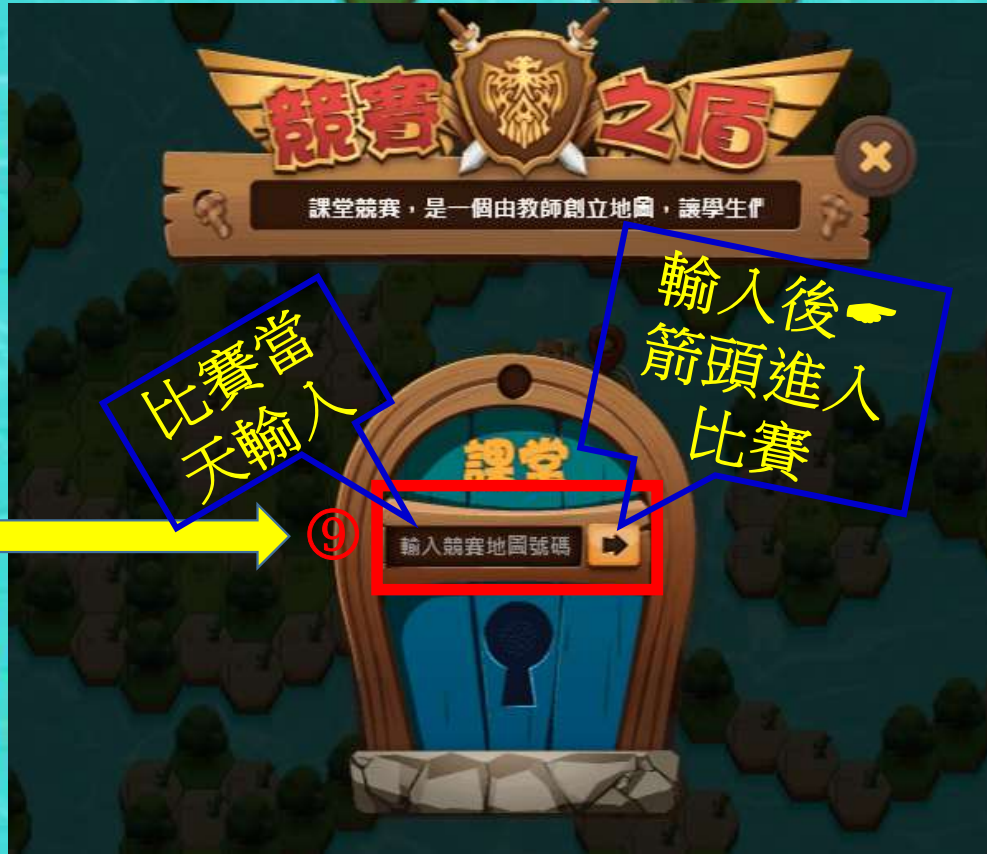 競賽之盾
課堂競賽，是一個由教師創立地圖，讓學生們
輸入後☛
箭頭進入
比賽
比賽當
天輸入
課堂
⑨
輸入競賽地圖號碼